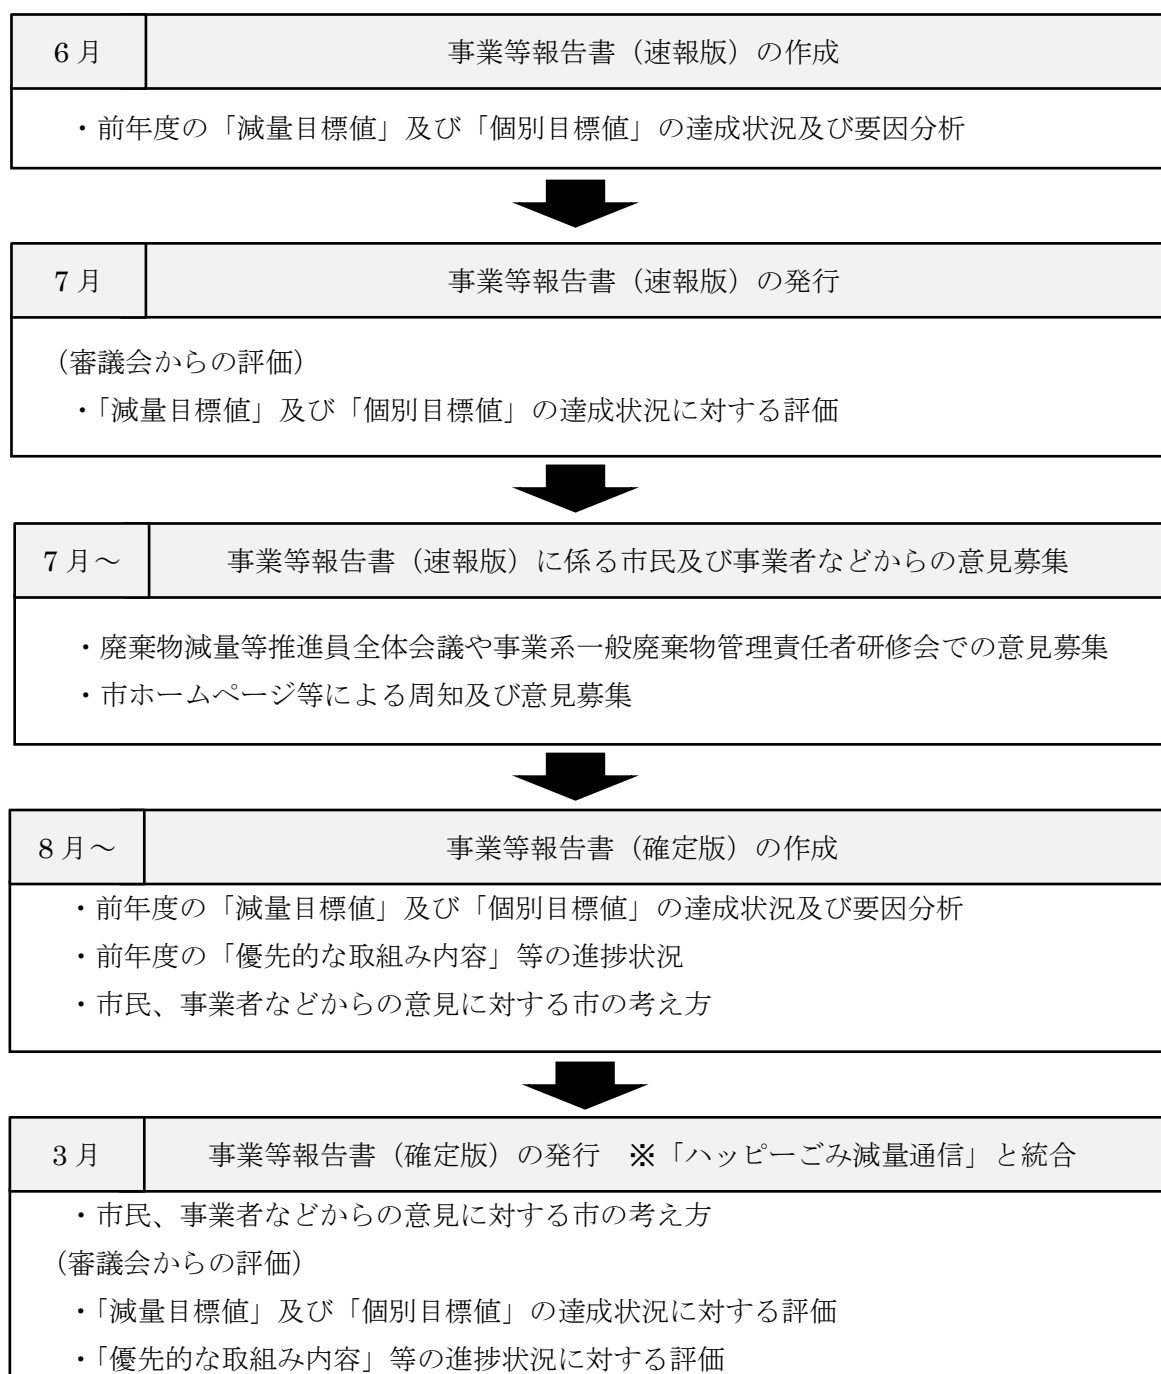 6 月
事業等報告書（速報版）の作成
・前年度の「減量目標値」及び「個別目標値」の達成状況及び要因分析
7 月
事業等報告書（速報版）の発行
（審議会からの評価）
・「減量目標値」及び「個別目標値」の達成状況に対する評価
7 月～
事業等報告書（速報版）に係る市民及び事業者などからの意見募集
・廃棄物減量等推進員全体会議や事業系一般廃棄物管理責任者研修会での意見募集
・市ホームページ等による周知及び意見募集
8 月～
事業等報告書（確定版）の作成
・前年度の「減量目標値」及び「個別目標値」の達成状況及び要因分析
・前年度の「優先的な取組み内容」等の進捗状況
・市民、事業者などからの意見に対する市の考え方
3 月
事業等報告書（確定版）の発行　※「ハッピーごみ減量通信」と統合
・市民、事業者などからの意見に対する市の考え方
（審議会からの評価）
・「減量目標値」及び「個別目標値」の達成状況に対する評価
・「優先的な取組み内容」等の進捗状況に対する評価